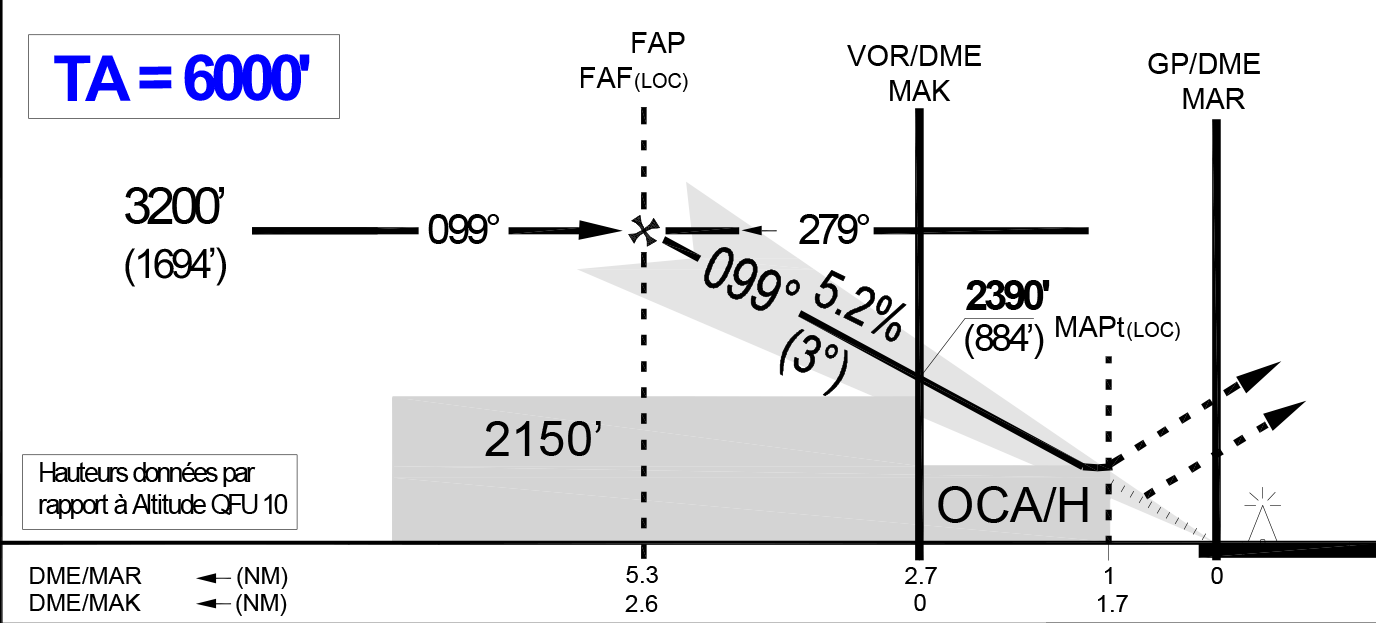 TA = 6000'
FAP
FAF(LOC)
VOR/DME
MAK
GP/DME
MAR
3200’
(1694’)
099°
279°
099° 5.2%
(3°)
2390'
(884’)
MAPt(LOC)
2150’
OCA/H
Hauteurs données par
rapport à Altitude QFU 10
DME/MAR (NM) 5.3 2.7 1 0
DME/MAK (NM) 2.6 0 1.7